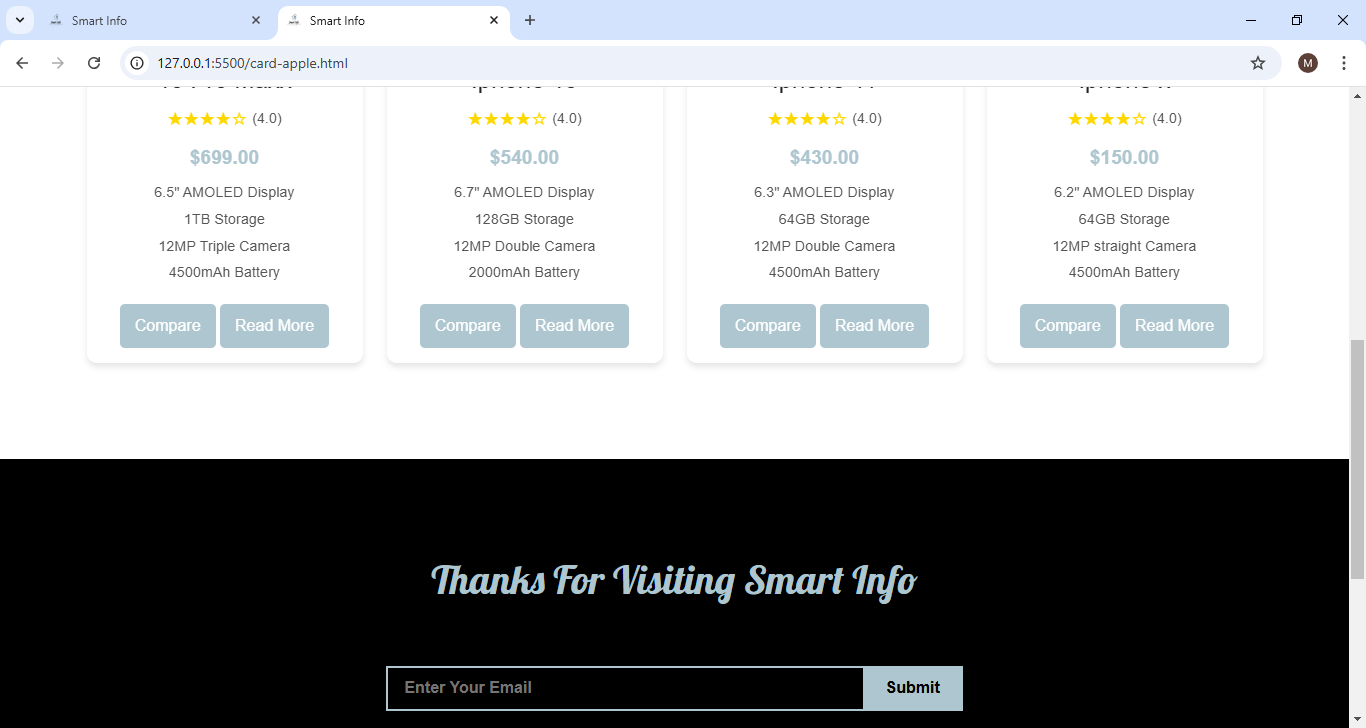 Smart Info
Smart Info
127.0.0.1:5500/card-apple.html
M
★★★★☆ (4.0) ★★★★☆ (4.0) ★★★★☆ (4.0) ★★★★☆ (4.0)
$699.00 $540.00 $430.00 $150.00
6.5" AMOLED Display 6.7" AMOLED Display 6.3" AMOLED Display 6.2" AMOLED Display
1TB Storage 128GB Storage 64GB Storage 64GB Storage
12MP Triple Camera 12MP Double Camera 12MP Double Camera 12MP straight Camera
4500mAh Battery 2000mAh Battery 4500mAh Battery 4500mAh Battery
Compare Read More Compare Read More Compare Read More Compare Read More
Thanks For Visiting Smart Info
Enter Your Email Submit